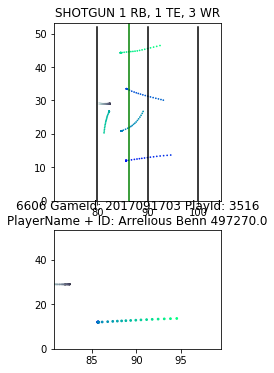 SHOTGUN 1 RB, 1 TE, 3 WR
50
40
30
20
10
0
80 90 100
6606 GameId: 2017091703 PlayId: 3516
PlayerName + ID: Arrelious Benn 497270.0
40
20
0
85 90 95